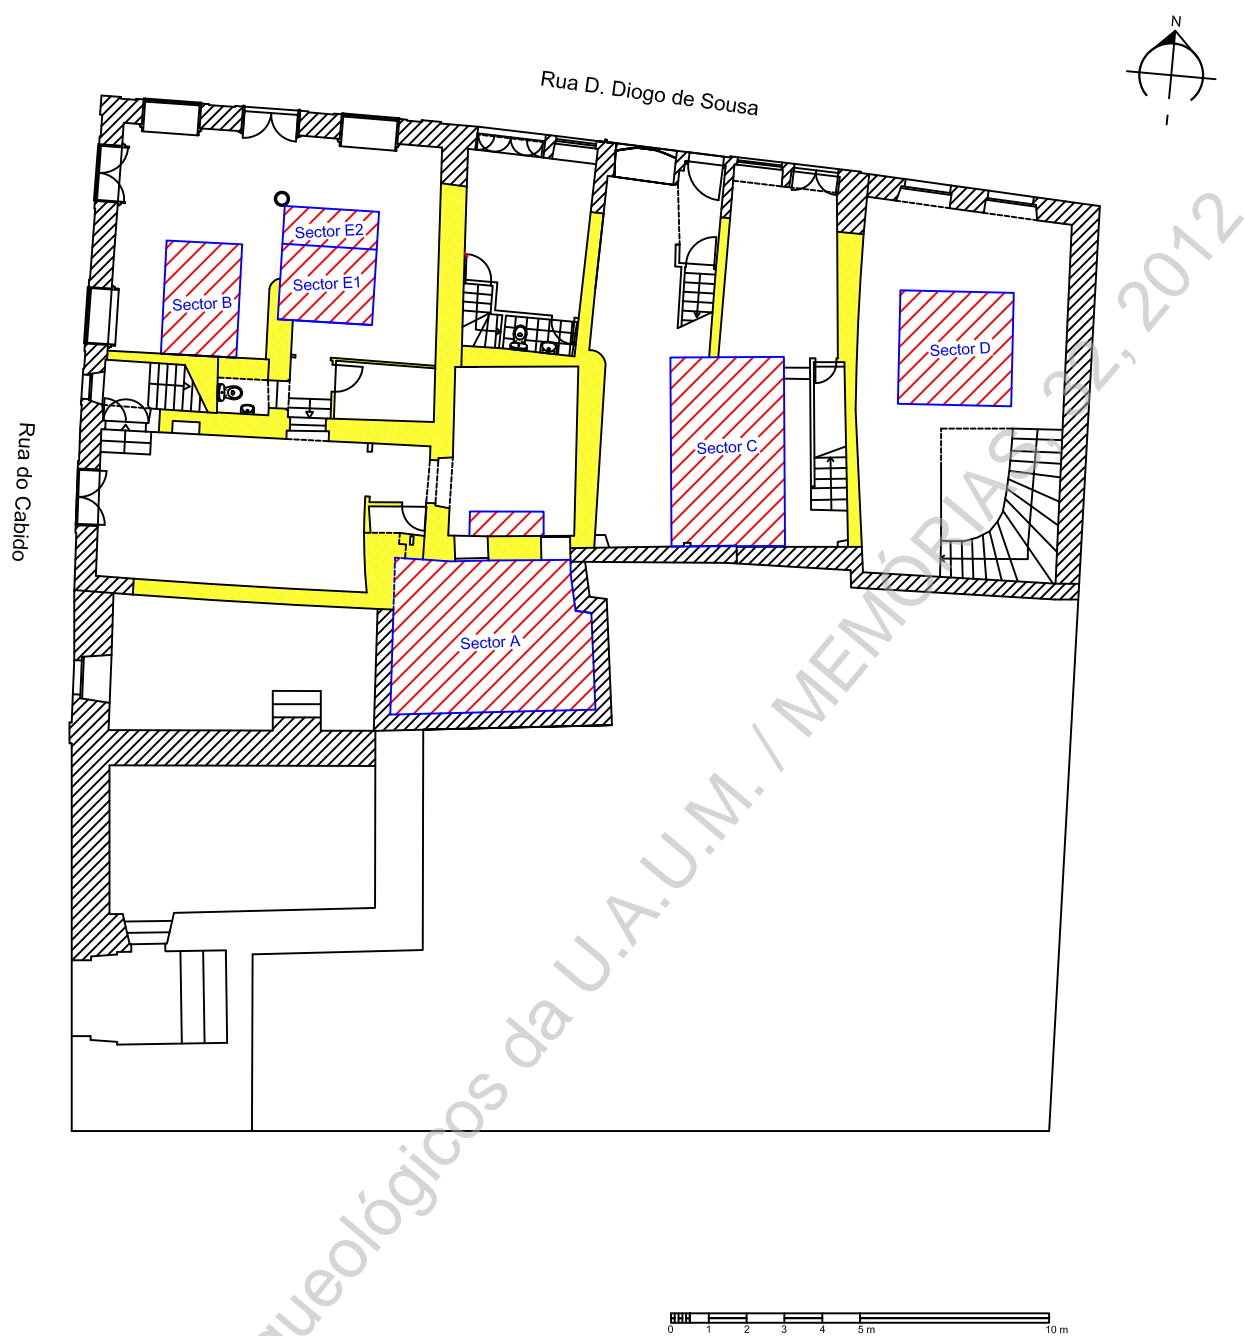 N
Rua D. Diogo de Sousa
Sector E2
Sector E1
Sector B
Sector D
Sector C
Rua do Cabido
Sector A
queológicos da U.A.U.M. / MEMÓRIAS, 32, 2012
0 1 2 3 4 5 m 10 m